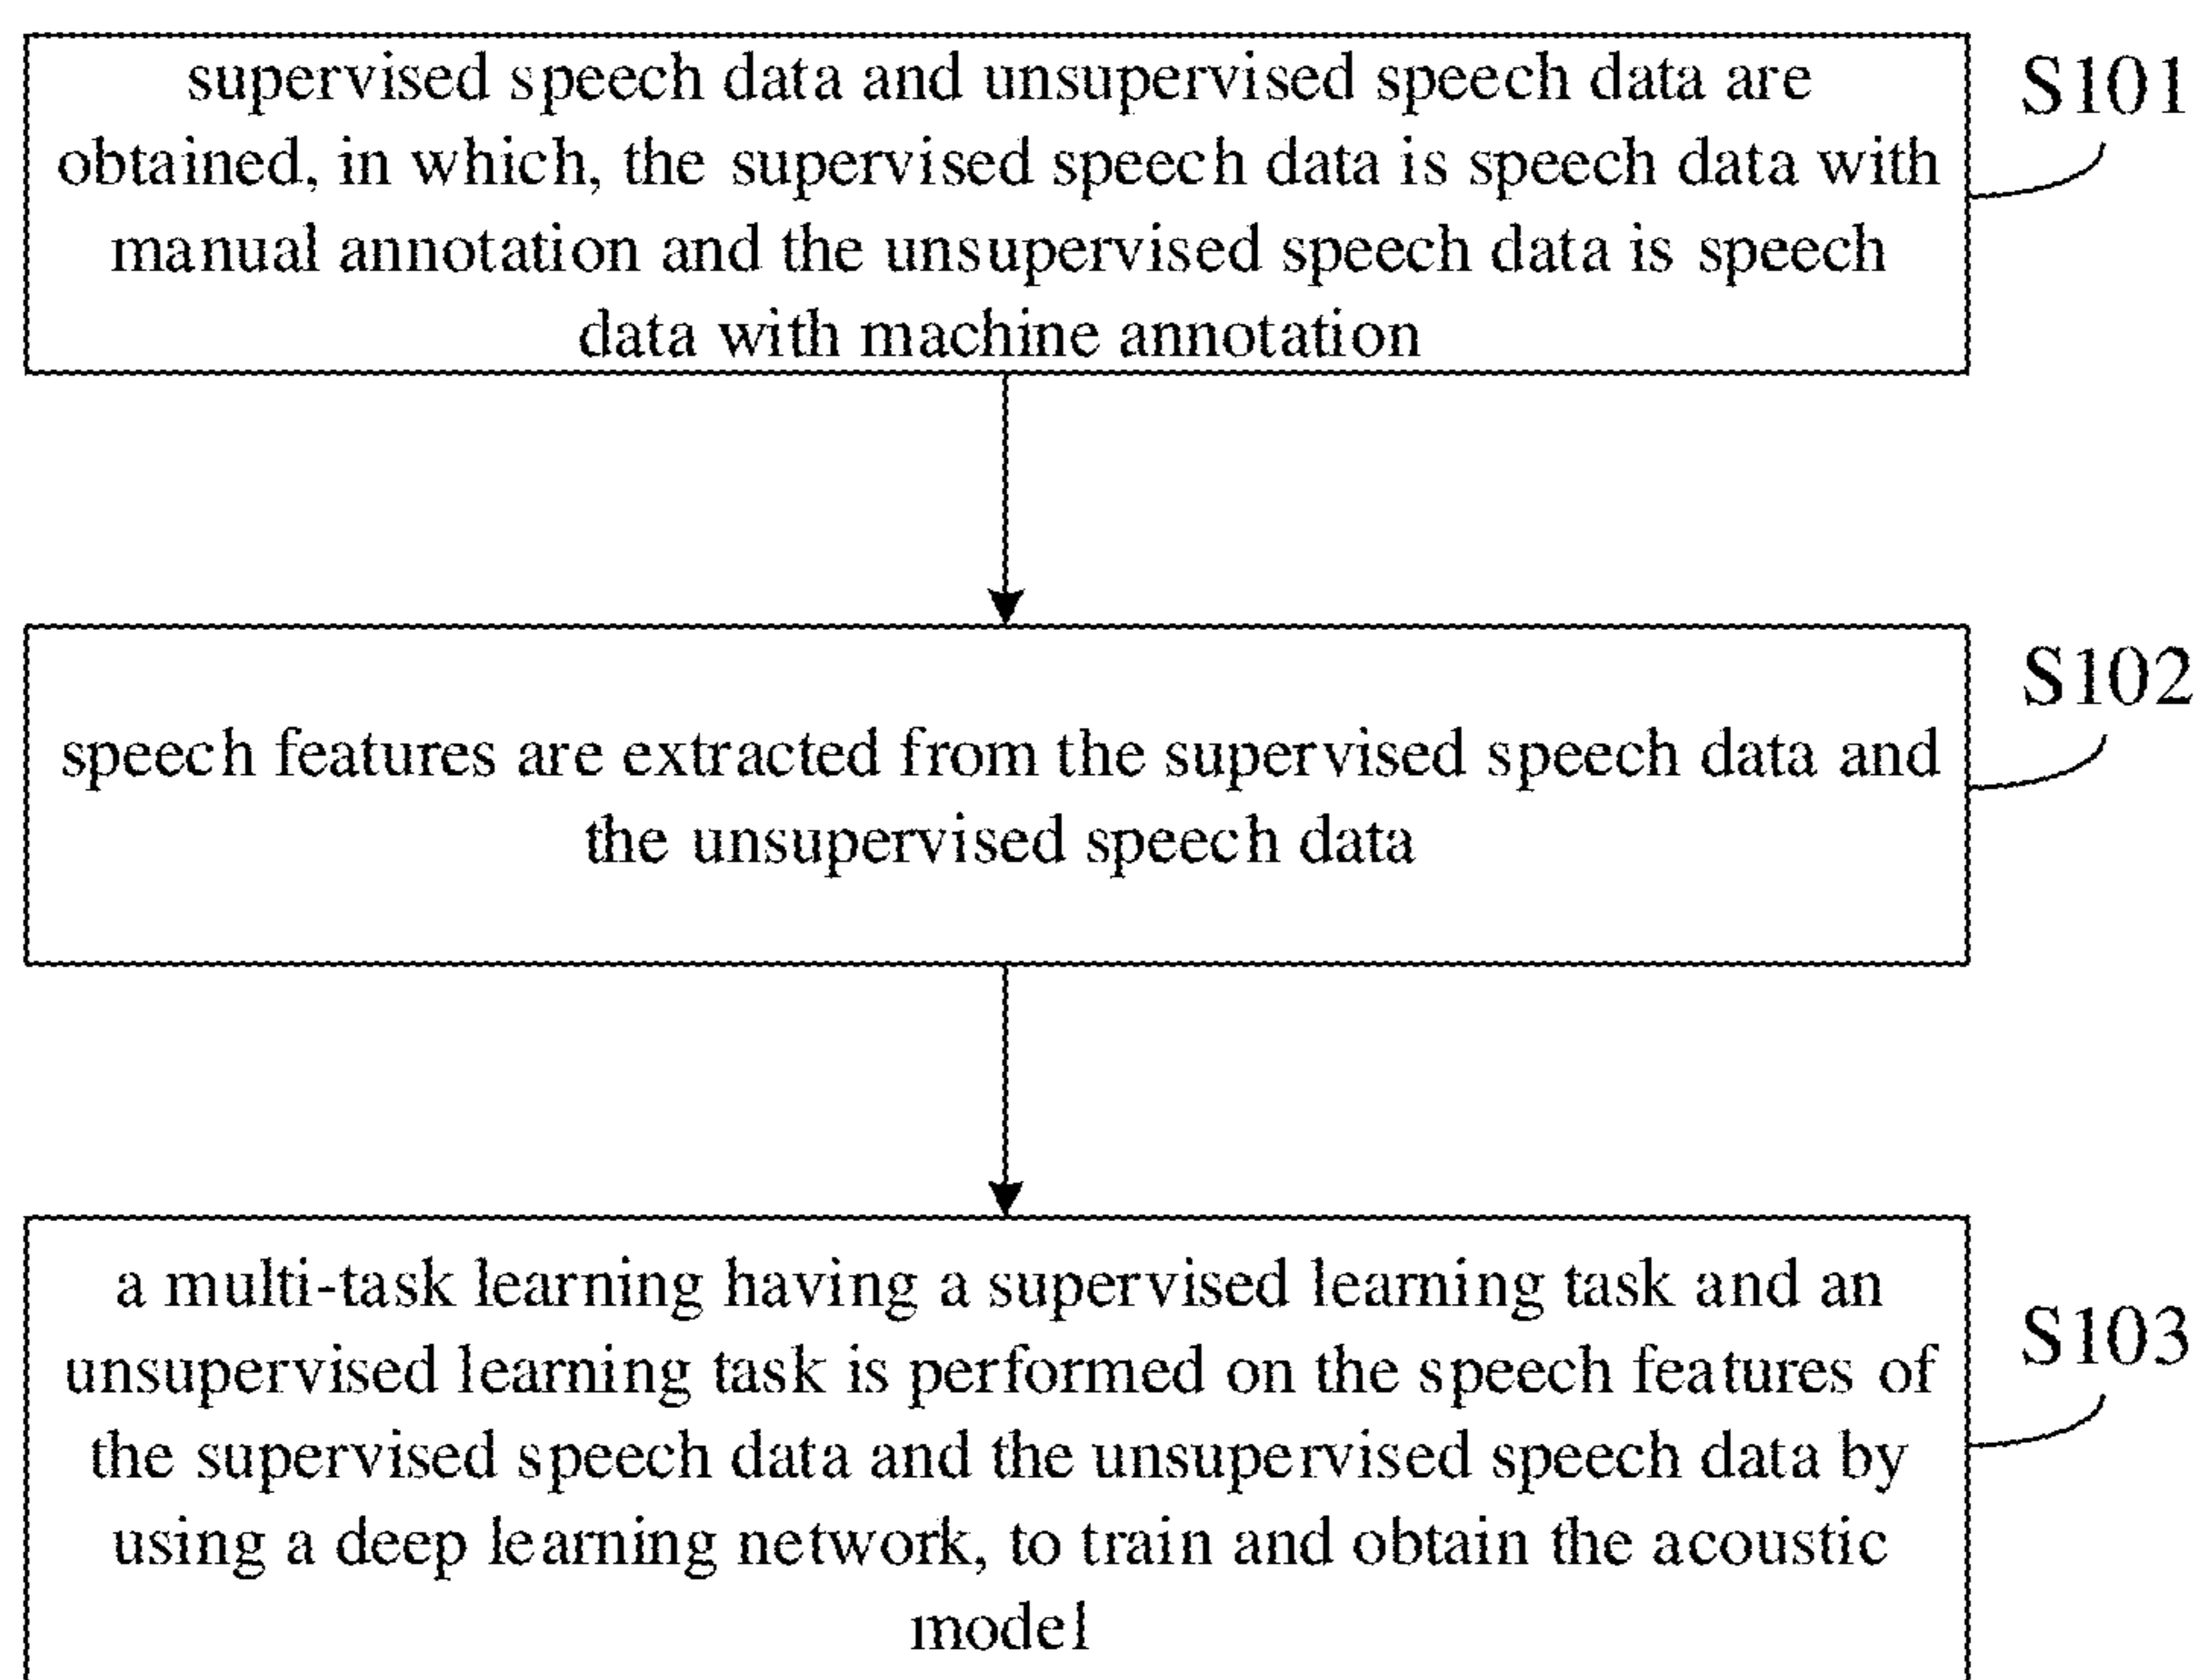 supervised speech data and unsupervised speech data are
obtained, in which, the supervised speech data is speech data with
manual annotation and the unsupervised speech data is speech
data with machine annotation
S101
speech features are extracted from the supervised speech data and
the unsupervised speech data
S102
a multi-task learning having a supervised learning task and an
unsupervised learning task is performed on the speech features of
the supervised speech data and the unsupervised speech data by
using a deep learning network, to train and obtain the acoustic
model
S103